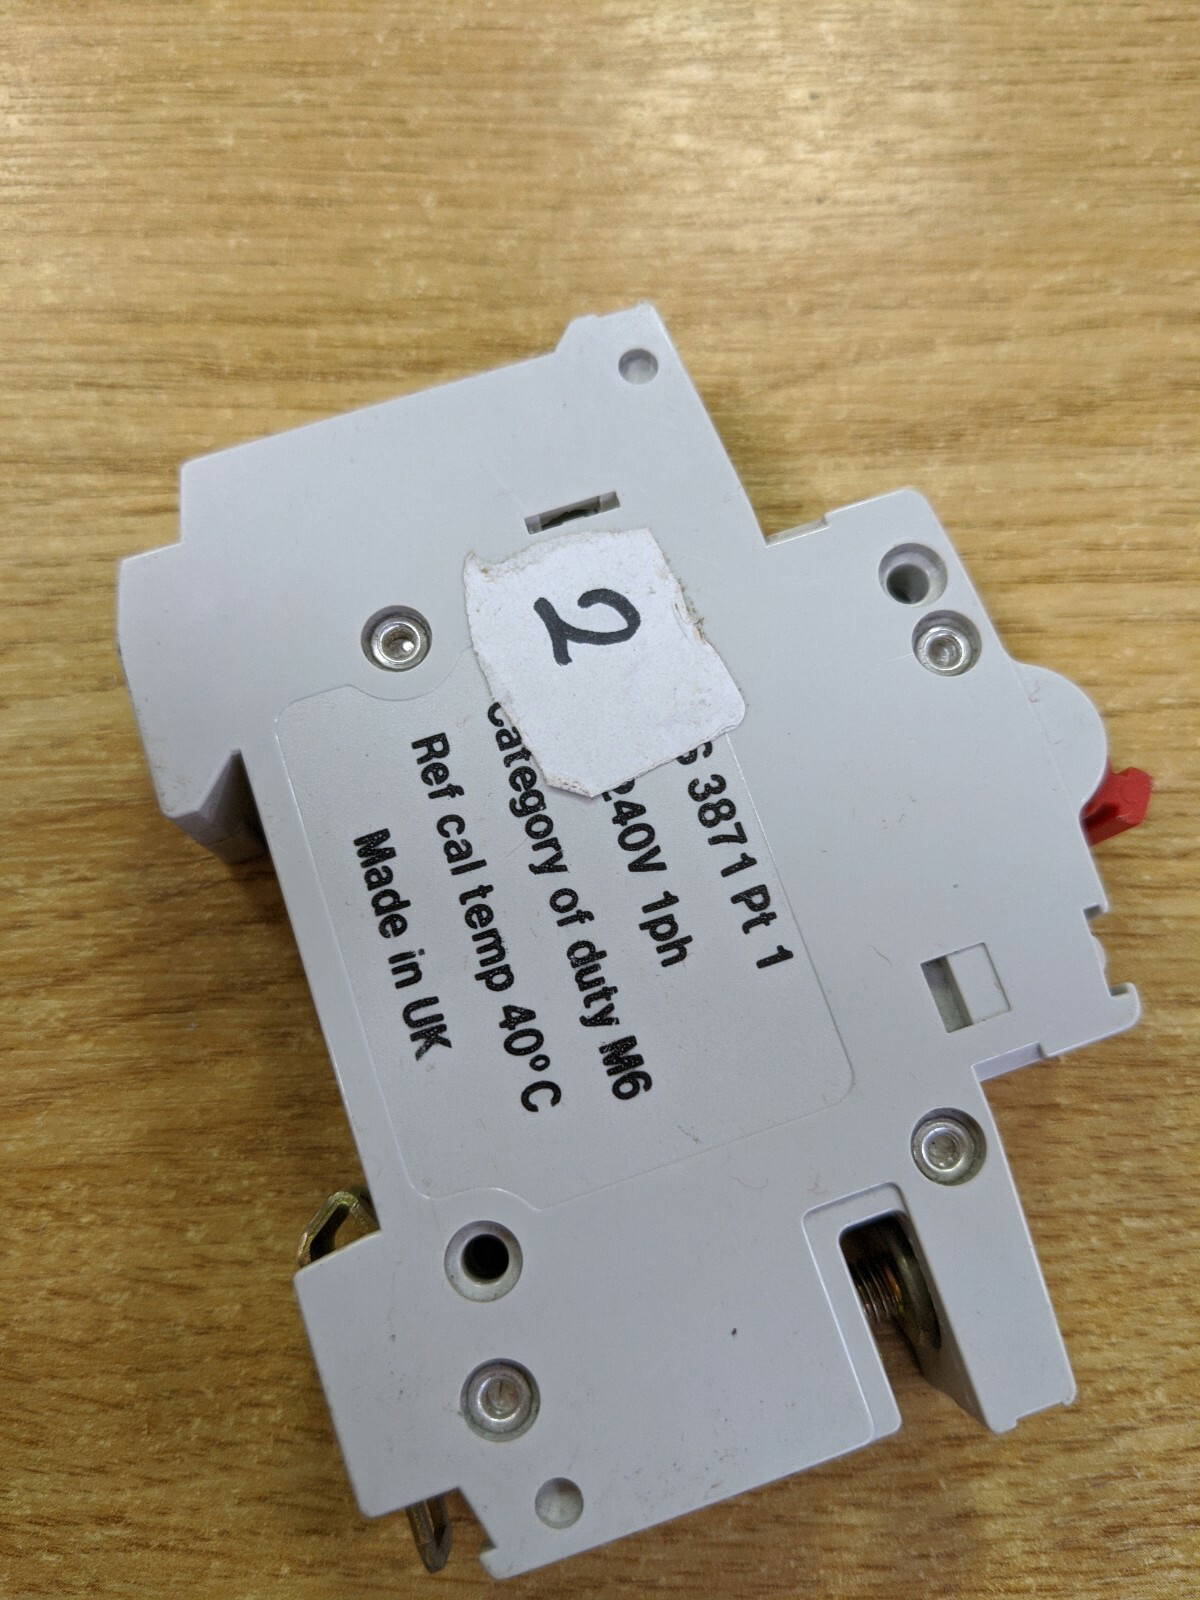 2
S 3871 Pt 1
240V 1ph
Category of duty M6
Ref cal temp 40°C
Made in UK